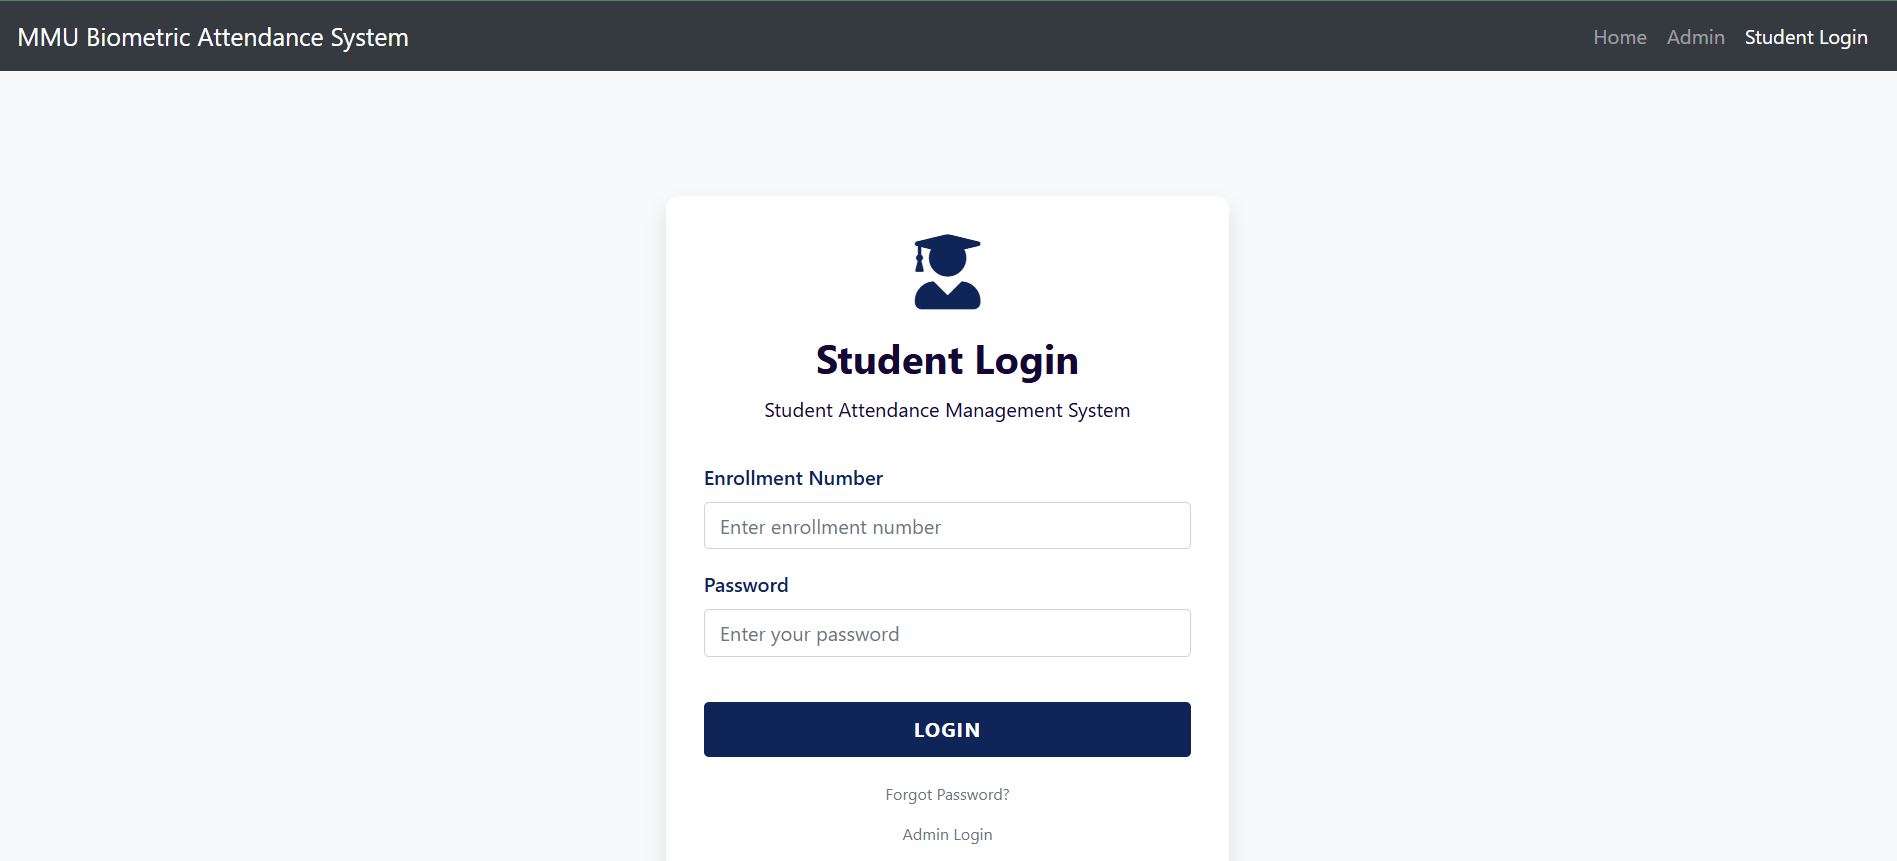 MMU Biometric Attendance System
Home Admin Student Login
Student Login
Student Attendance Management System
Enrollment Number
Enter enrollment number
Password
Enter your password
LOGIN
Forgot Password?
Admin Login